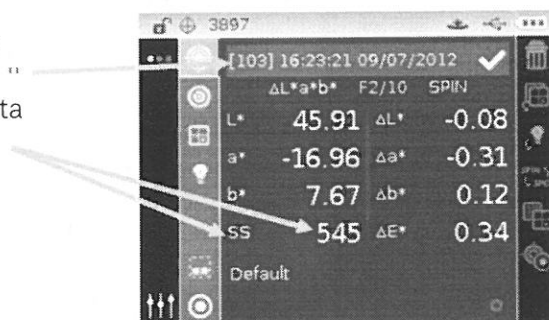 3897
[103] 16:23:21 09/07/2012
ΔL*a*b* F2/10 SPIN
ta
L* 45.91 ΔL* -0.08
a* -16.96 Δa* -0.31
b* 7.67 Δb* 0.12
SS 545 ΔE* 0.34
Default